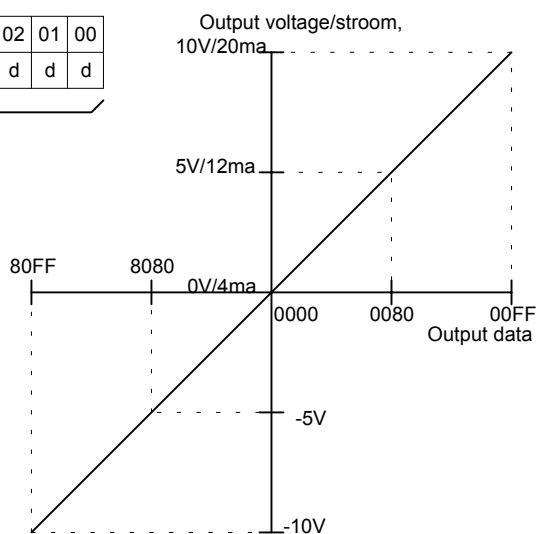 Output voltage/stroom,
02 01 00
10V/20ma
d d d
5V/12ma
80FF 8080
0V/4ma
0000 0080 00FF
Output data
-5V
-10V